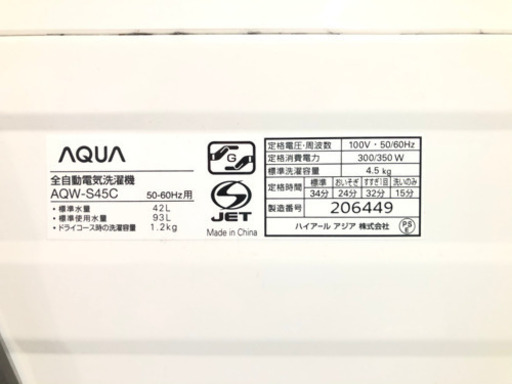 AQUA
全自動電気洗濯機
AQW-S45C 50-60Hz用
・標準水量 42L
・標準使用水量 93L
・ドライコース時の洗濯容量 1.2kg
G
JET
Made in China
定格電圧・周波数 100V・50/60Hz
定格消費電力 300/350W
標準洗濯容量 4.5kg
定格時間 標準 おいそぎ すすぎ1回 洗いのみ
34分 24分 32分 15分
製造番号 206449
ハイアール アジア 株式会社
PS
E